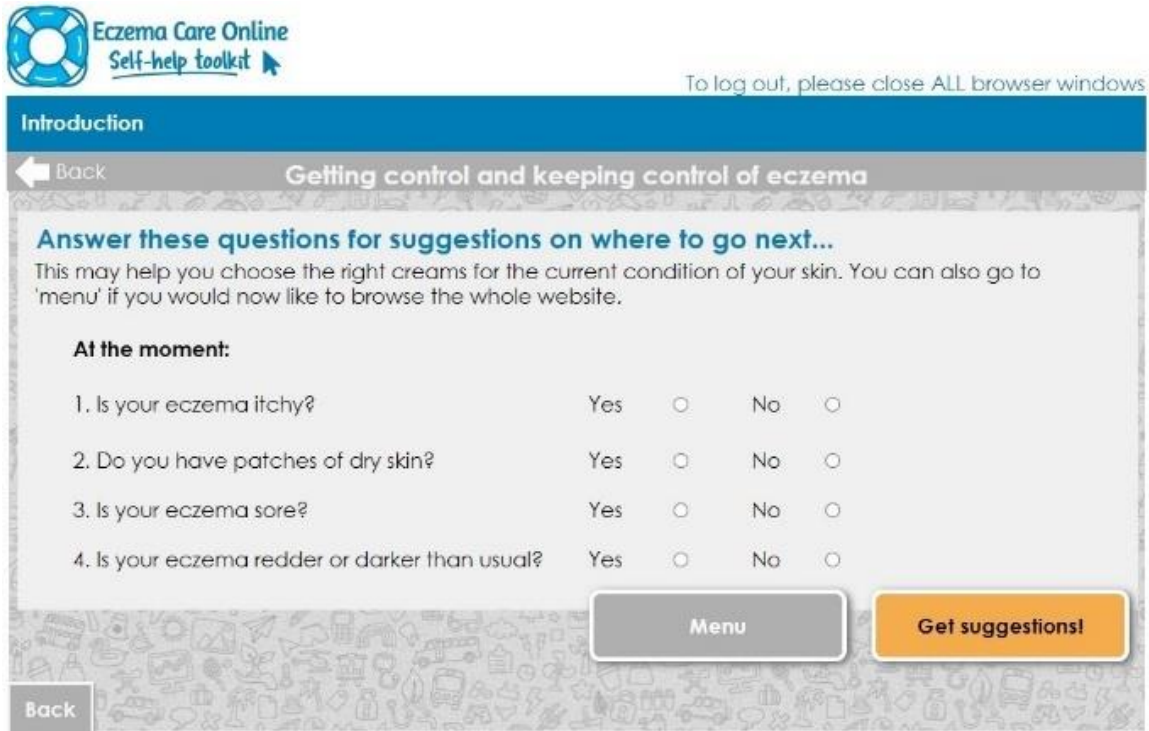 Eczema Care Online
Self-help toolkit
To log out, please close ALL browser windows
Introduction
Back
Getting control and keeping control of eczema
Answer these questions for suggestions on where to go next...
This may help you choose the right creams for the current condition of your skin. You can also go to
'menu' if you would now like to browse the whole website.
At the moment:
1. Is your eczema itchy? Yes No
2. Do you have patches of dry skin? Yes No
3. Is your eczema sore? Yes No
4. Is your eczema redder or darker than usual? Yes No
Menu
Get suggestions!
Back